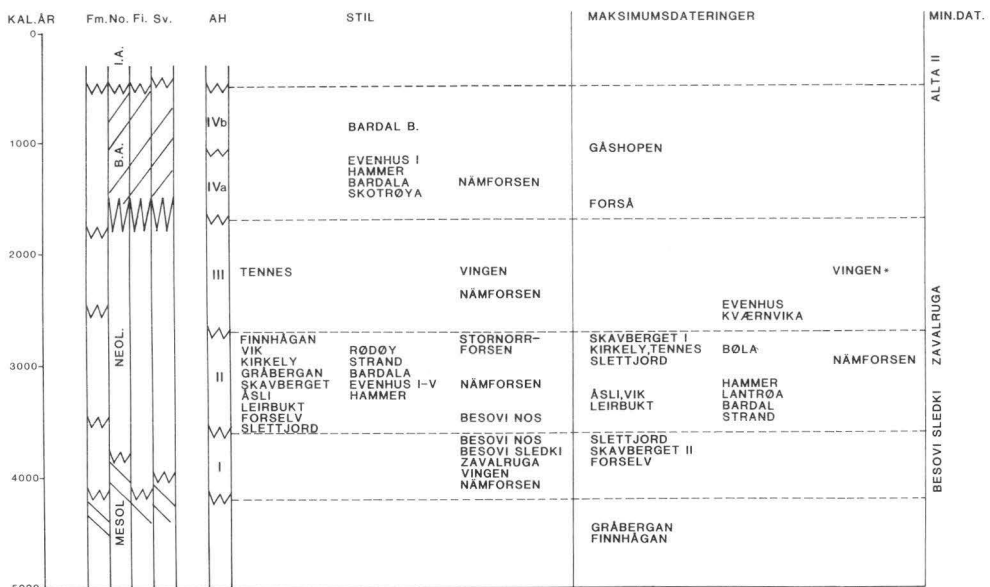 KAL.ÅR Fm. No. Fi. Sv. AH STIL MAKSIMUMSDATERINGER MIN.DAT.
0
I.A.
ALTA II
IVb BARDAL B.
1000 B.A. GÅSHOPEN
EVENHUS I
HAMMER
IVa BARDALA NÄMFORSEN
SKOTRØYA
FORSÅ
2000
III TENNES VINGEN VINGEN*
NÄMFORSEN
EVENHUS
KVÆRNVIKA
NEOL.
ZAVALRUGA
FINNHÅGAN STORNORR- SKAVBERGET I
VIK RØDØY FORSEN KIRKELY,TENNES BØLA
KIRKELY STRAND SLETTJORD NÄMFORSEN
3000 II GRÅBERGAN BARDALA
SKAVBERGET EVENHUS I-V NÄMFORSEN HAMMER
ÅSLI HAMMER ÅSLI,VIK LANTRØA
LEIRBUKT LEIRBUKT BARDAL
FORSELV BESOVI NOS STRAND
SLETTJORD
BESOVI SLEDKI
BESOVI NOS SLETTJORD
BESOVI SLEDKI SKAVBERGET II
I ZAVALRUGA FORSELV
VINGEN
4000 NÄMFORSEN
MESOL.
GRÅBERGAN
FINNHÅGAN
5000